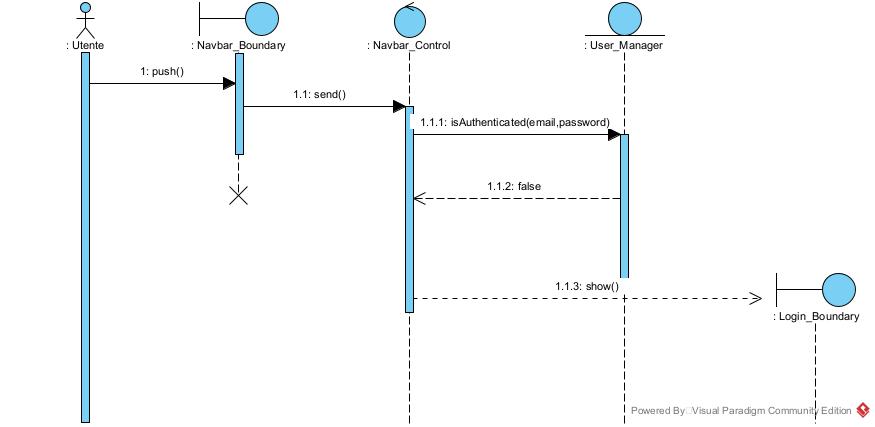 : Utente
: Navbar_Boundary
: Navbar_Control
: User_Manager
1: push()
1.1: send()
1.1.1: isAuthenticated(email,password)
1.1.2: false
1.1.3: show()
: Login_Boundary
Powered By Visual Paradigm Community Edition